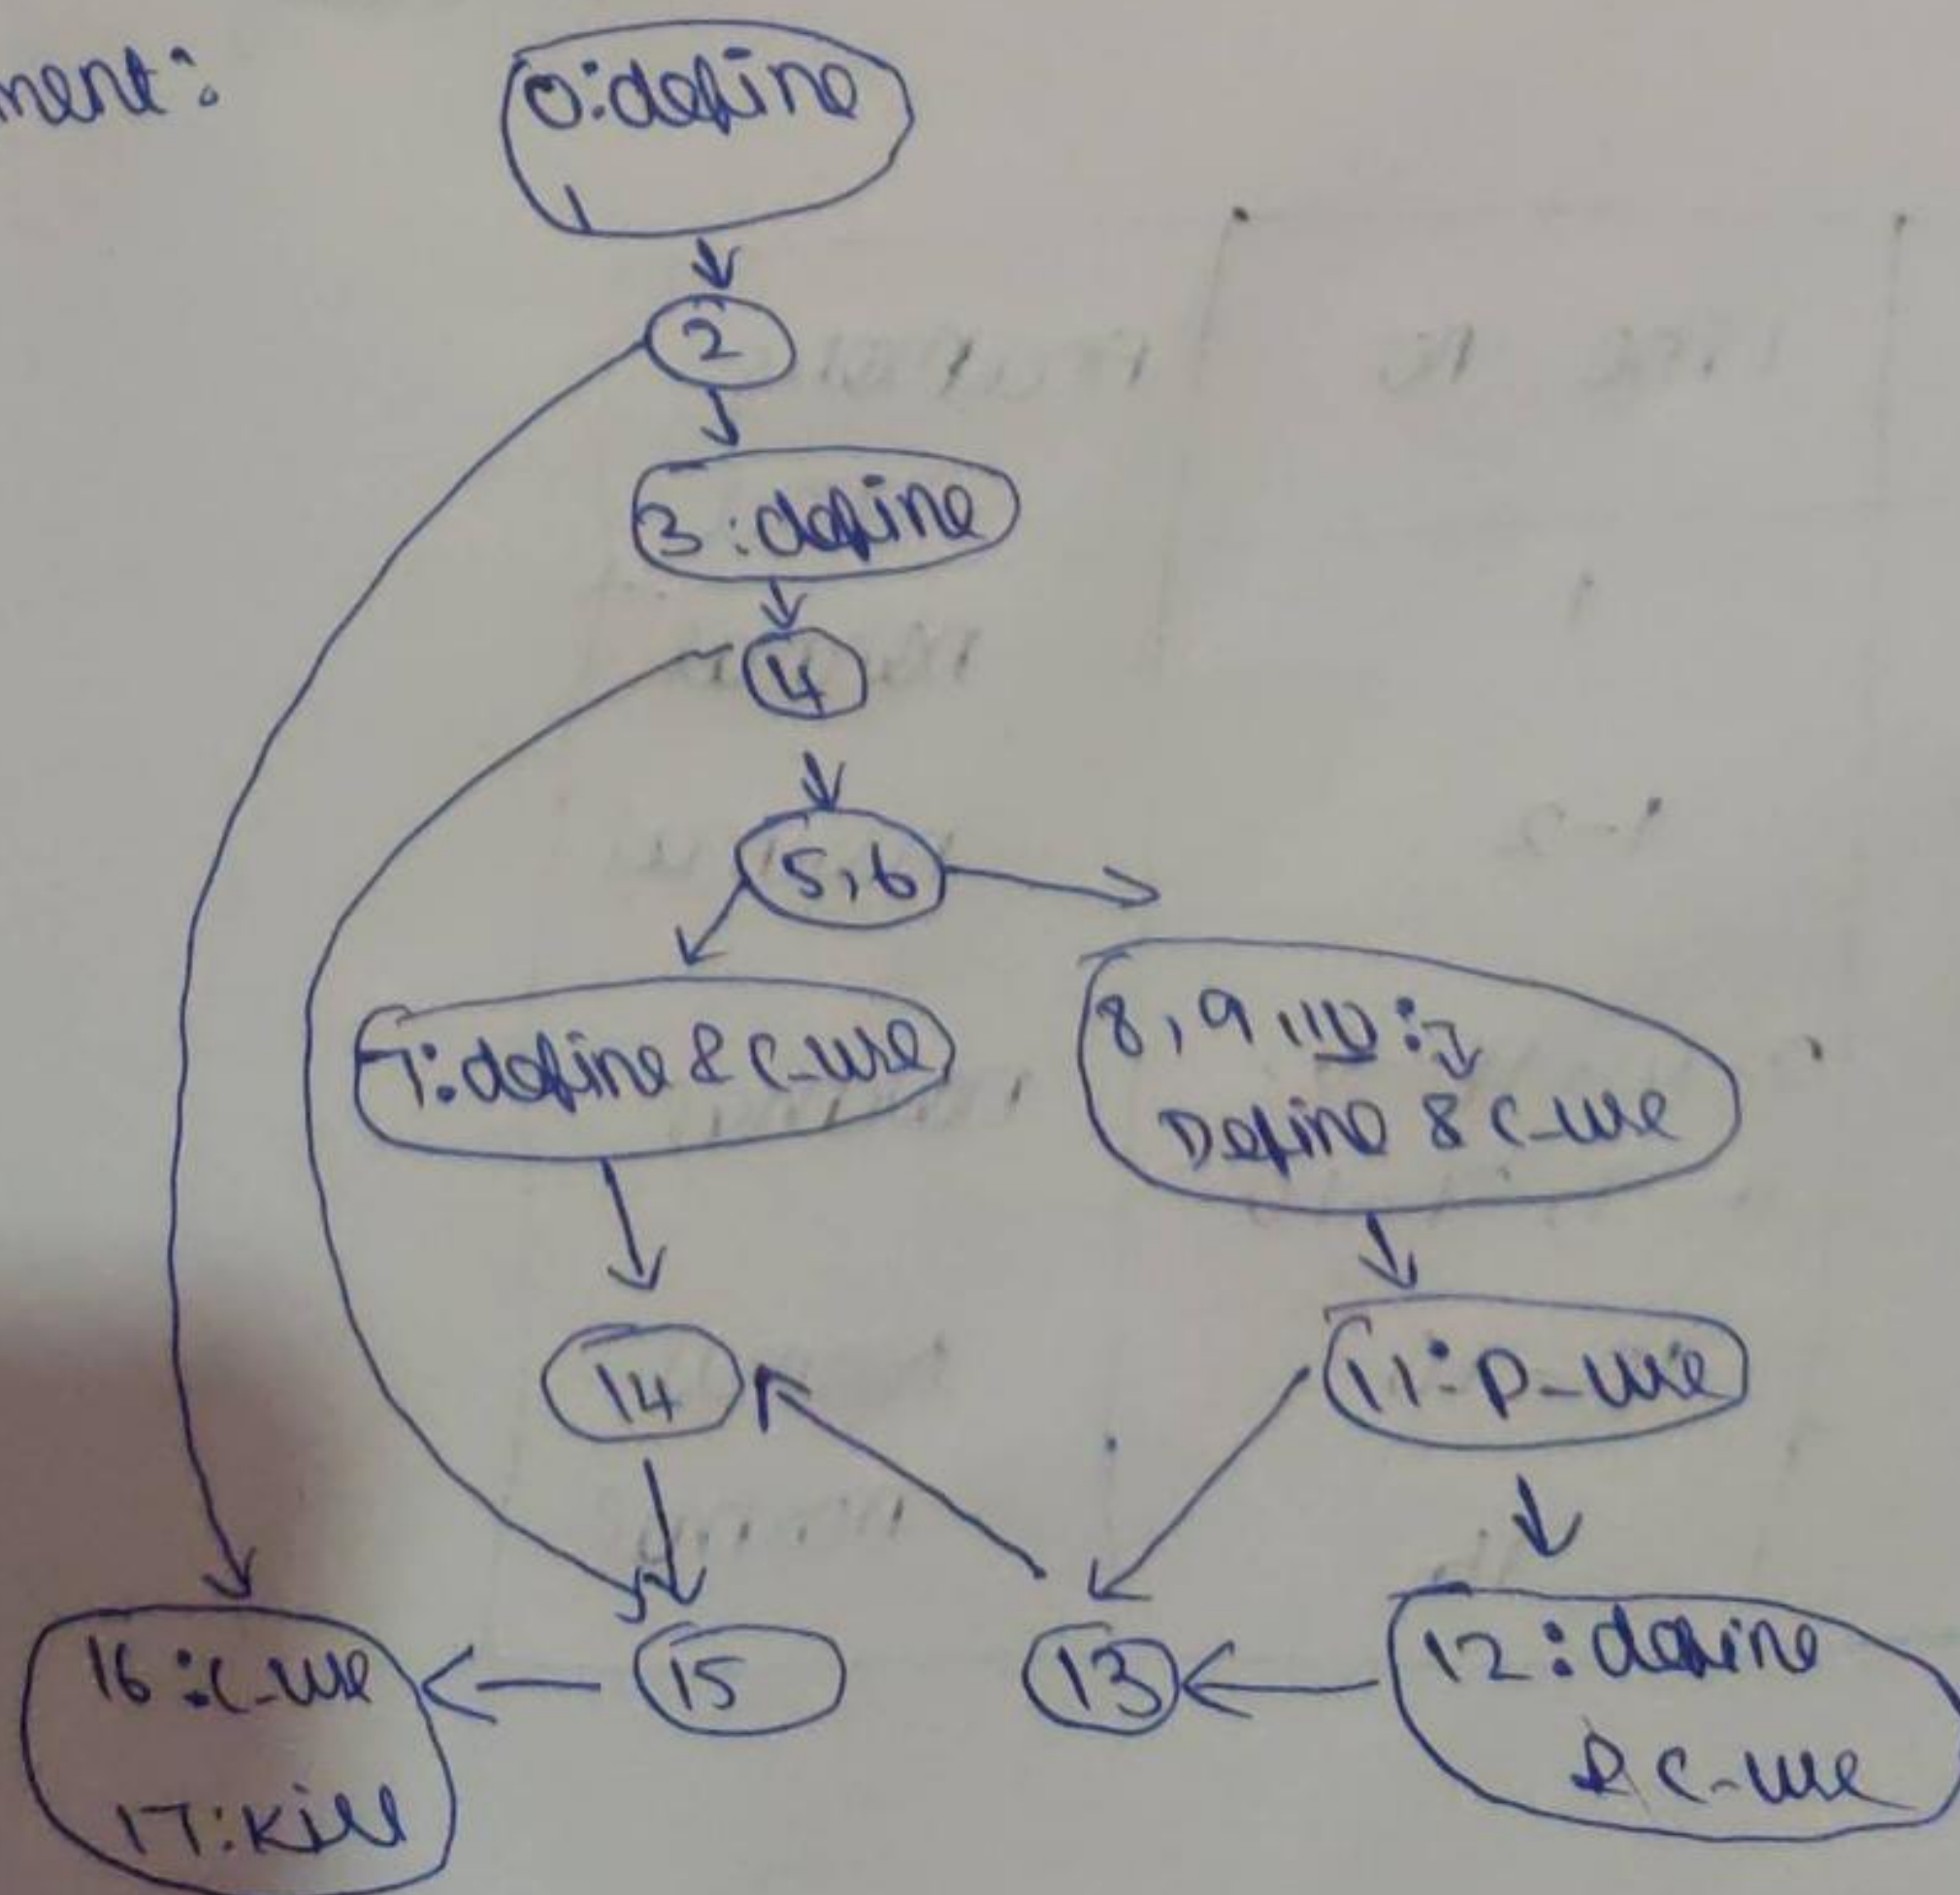 ment:
0:define
1
2
3:define
4
5,6
7:define & c-use
8,9,10:
Define & c-use
14
11:p-use
16:c-use
17:kill
15
13
12:define
& c-use